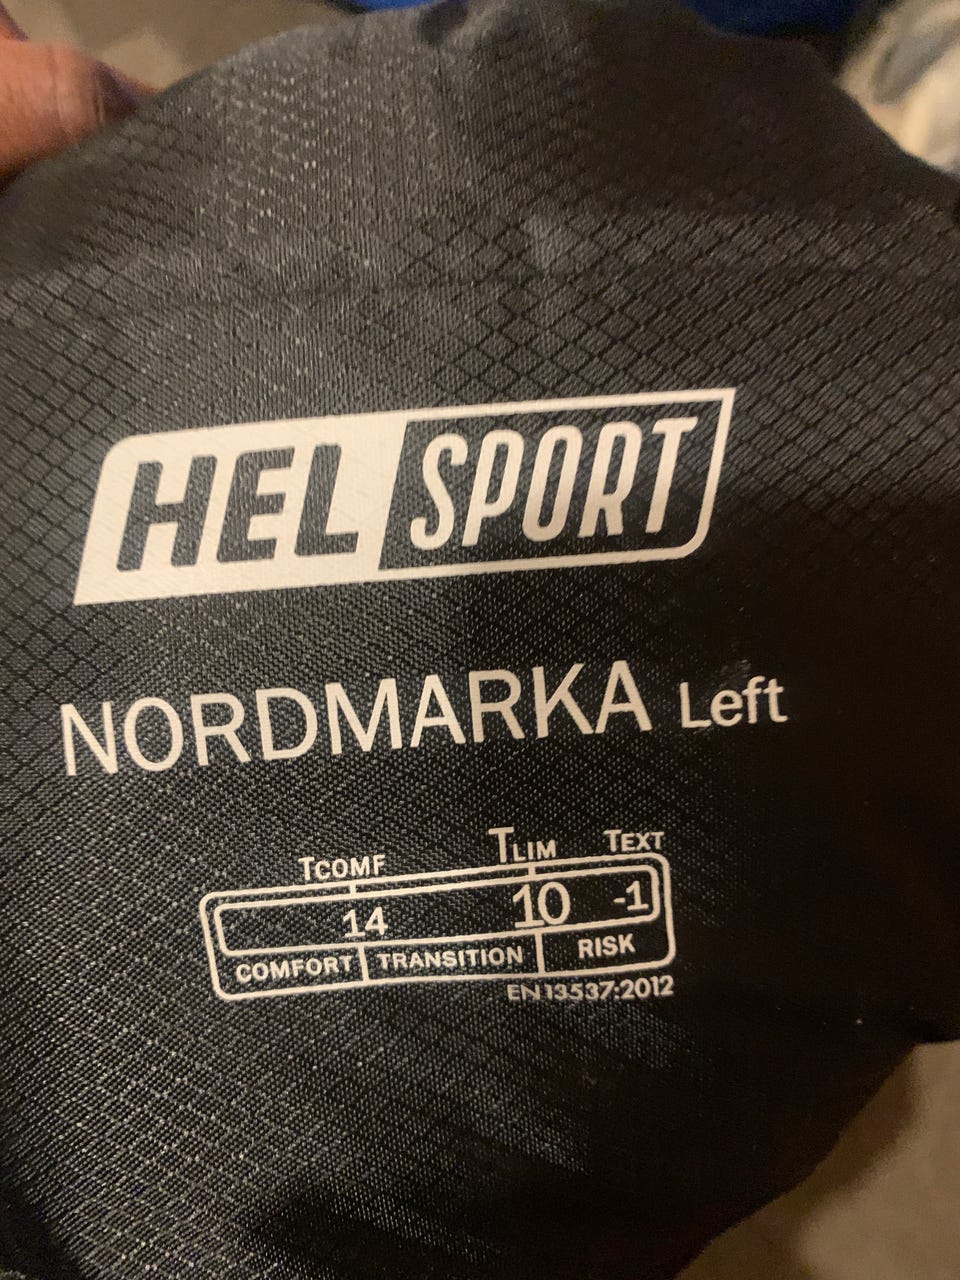 HEL SPORT
NORDMARKA Left
TCOMF TLIM TEXT
14 10 -1
COMFORT TRANSITION RISK
EN13537:2012